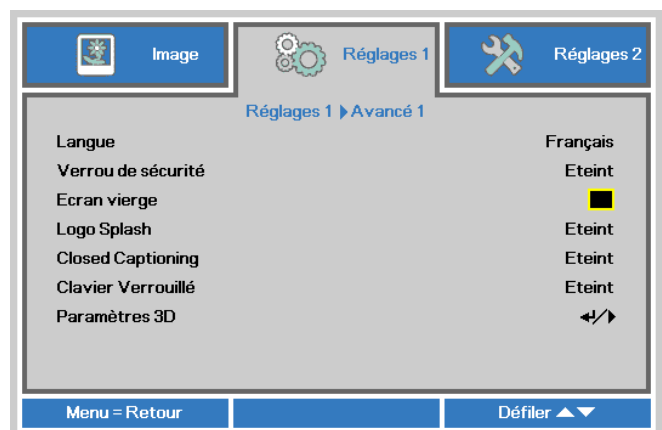 Image
Réglages 1
Réglages 2
Réglages 1 Avancé 1
Langue Français
Verrou de sécurité Eteint
Ecran vierge
Logo Splash Eteint
Closed Captioning Eteint
Clavier Verrouillé Eteint
Paramètres 3D ↵/▶
Menu = Retour
Défiler ▲▼